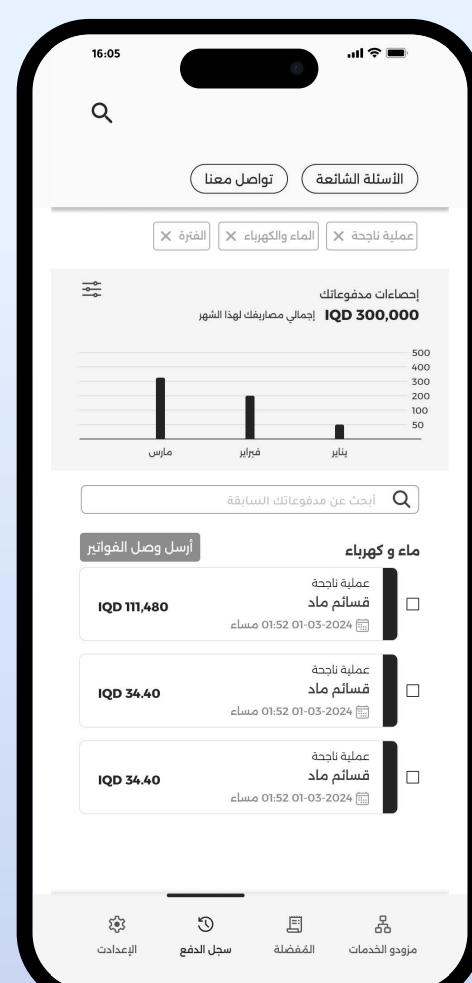 16:05
الأسئلة الشائعة
تواصل معنا
عملية ناجحة
الماء والكهرباء
الفترة
إحصاءات مدفوعاتك
IQD 300,000 إجمالي مصاريفك لهذا الشهر
500
400
300
200
100
50
يناير
فبراير
مارس
أبحث عن مدفوعاتك السابقة
ماء و كهرباء
أرسل وصل الفواتير
عملية ناجحة
قسائم ماد
IQD 111,480
01-03-2024 01:52 مساء
عملية ناجحة
قسائم ماد
IQD 34.40
01-03-2024 01:52 مساء
عملية ناجحة
قسائم ماد
IQD 34.40
01-03-2024 01:52 مساء
مزودو الخدمات
المُفضلة
سجل الدفع
الإعدادت